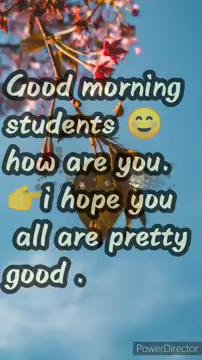 Good morning
students 😄
how are you.
👉i hope you
all are pretty
good .
PowerDirector